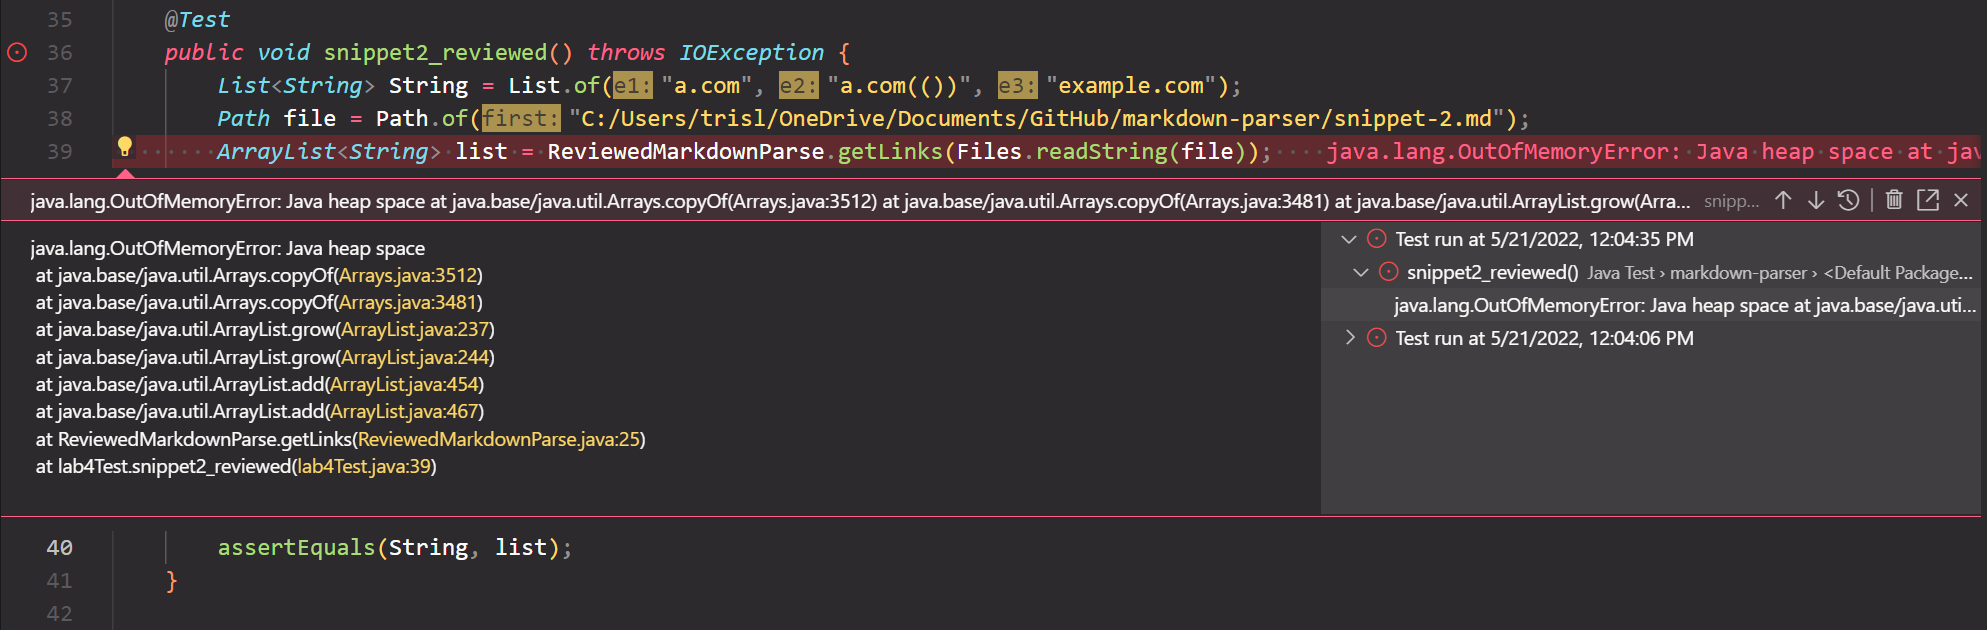 35 @Test
36 public void snippet2_reviewed() throws IOException {
37 List<String> String = List.of(e1: "a.com", e2: "a.com(())", e3: "example.com");
38 Path file = Path.of(first: "C:/Users/trisl/OneDrive/Documents/GitHub/markdown-parser/snippet-2.md");
39 ArrayList<String> list = ReviewedMarkdownParse.getLinks(Files.readString(file)); java.lang.OutOfMemoryError: Java heap space at jav
java.lang.OutOfMemoryError: Java heap space at java.base/java.util.Arrays.copyOf(Arrays.java:3512) at java.base/java.util.Arrays.copyOf(Arrays.java:3481) at java.base/java.util.ArrayList.grow(Arra... snipp...
java.lang.OutOfMemoryError: Java heap space
at java.base/java.util.Arrays.copyOf(Arrays.java:3512)
at java.base/java.util.Arrays.copyOf(Arrays.java:3481)
at java.base/java.util.ArrayList.grow(ArrayList.java:237)
at java.base/java.util.ArrayList.grow(ArrayList.java:244)
at java.base/java.util.ArrayList.add(ArrayList.java:454)
at java.base/java.util.ArrayList.add(ArrayList.java:467)
at ReviewedMarkdownParse.getLinks(ReviewedMarkdownParse.java:25)
at lab4Test.snippet2_reviewed(lab4Test.java:39)
Test run at 5/21/2022, 12:04:35 PM
snippet2_reviewed() Java Test › markdown-parser › <Default Package...
java.lang.OutOfMemoryError: Java heap space at java.base/java.uti...
Test run at 5/21/2022, 12:04:06 PM
40 assertEquals(String, list);
41 }
42